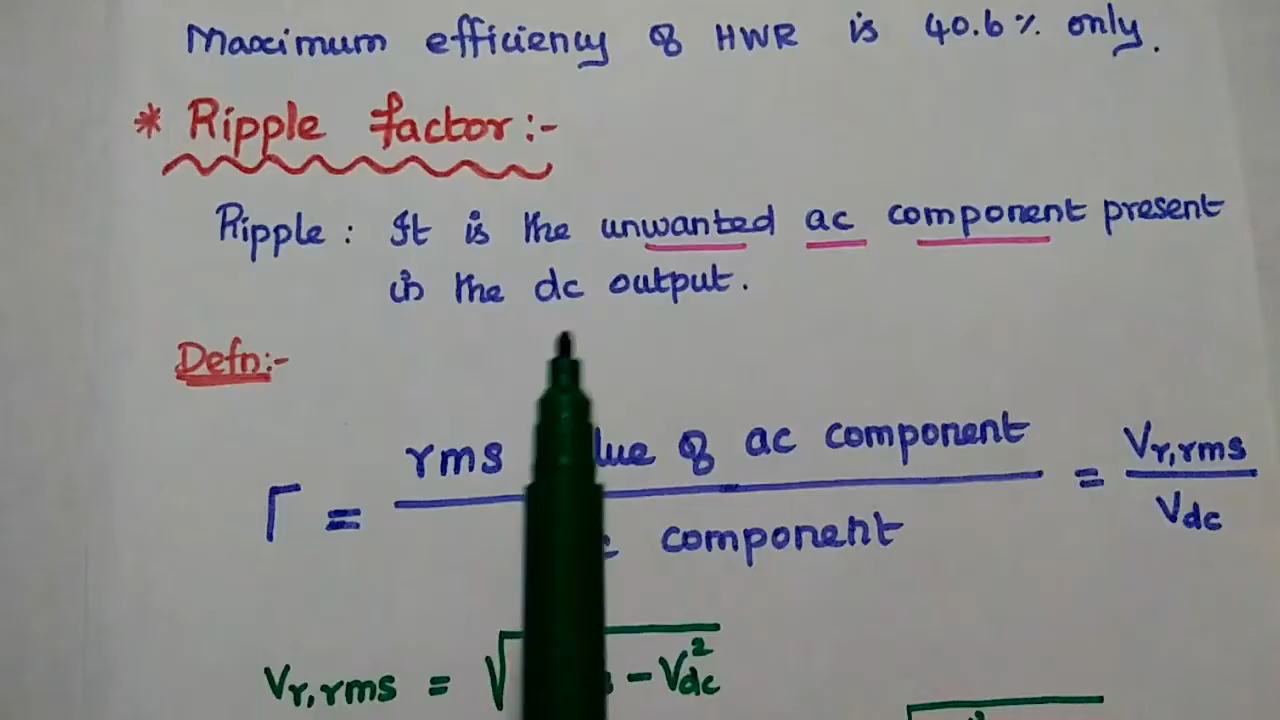 Maximum efficiency of HWR is 40.6% only.
* Ripple factor:-
Ripple : It is the unwanted ac component present
in the dc output.
Defn:-
rms of ac component
Γ = component = Vr,rms / Vdc
Vr,rms = √ - Vdc²